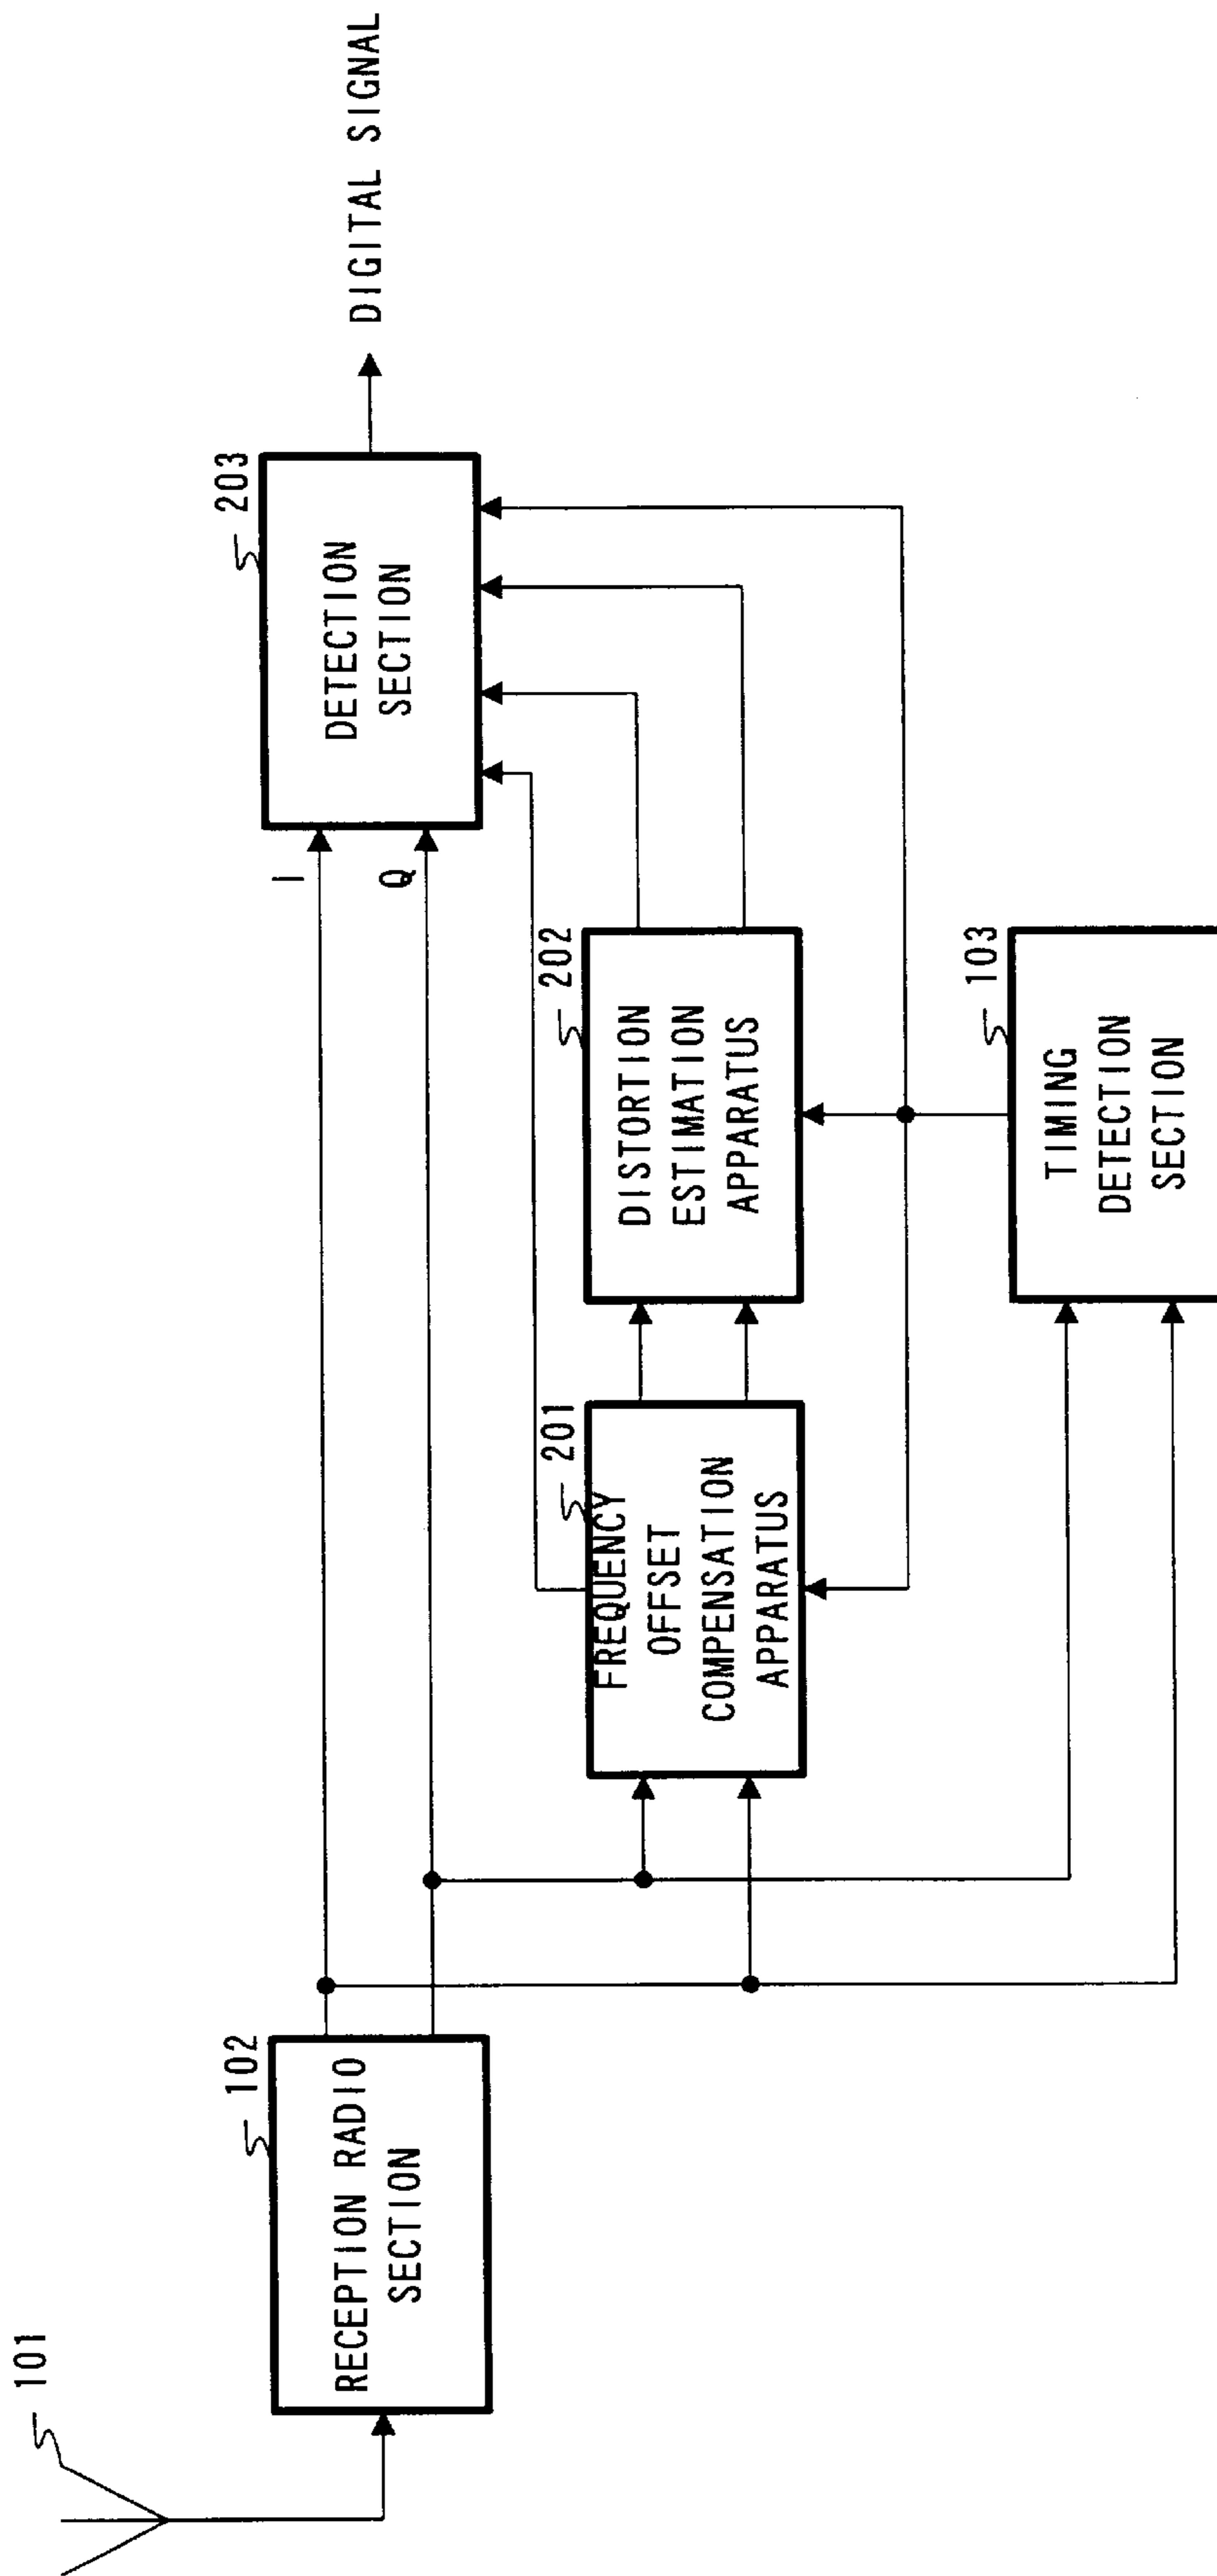 101
102
RECEPTION RADIO
SECTION
I
Q
203
DETECTION
SECTION
DIGITAL SIGNAL
201
FREQUENCY
OFFSET
COMPENSATION
APPARATUS
202
DISTORTION
ESTIMATION
APPARATUS
103
TIMING
DETECTION
SECTION